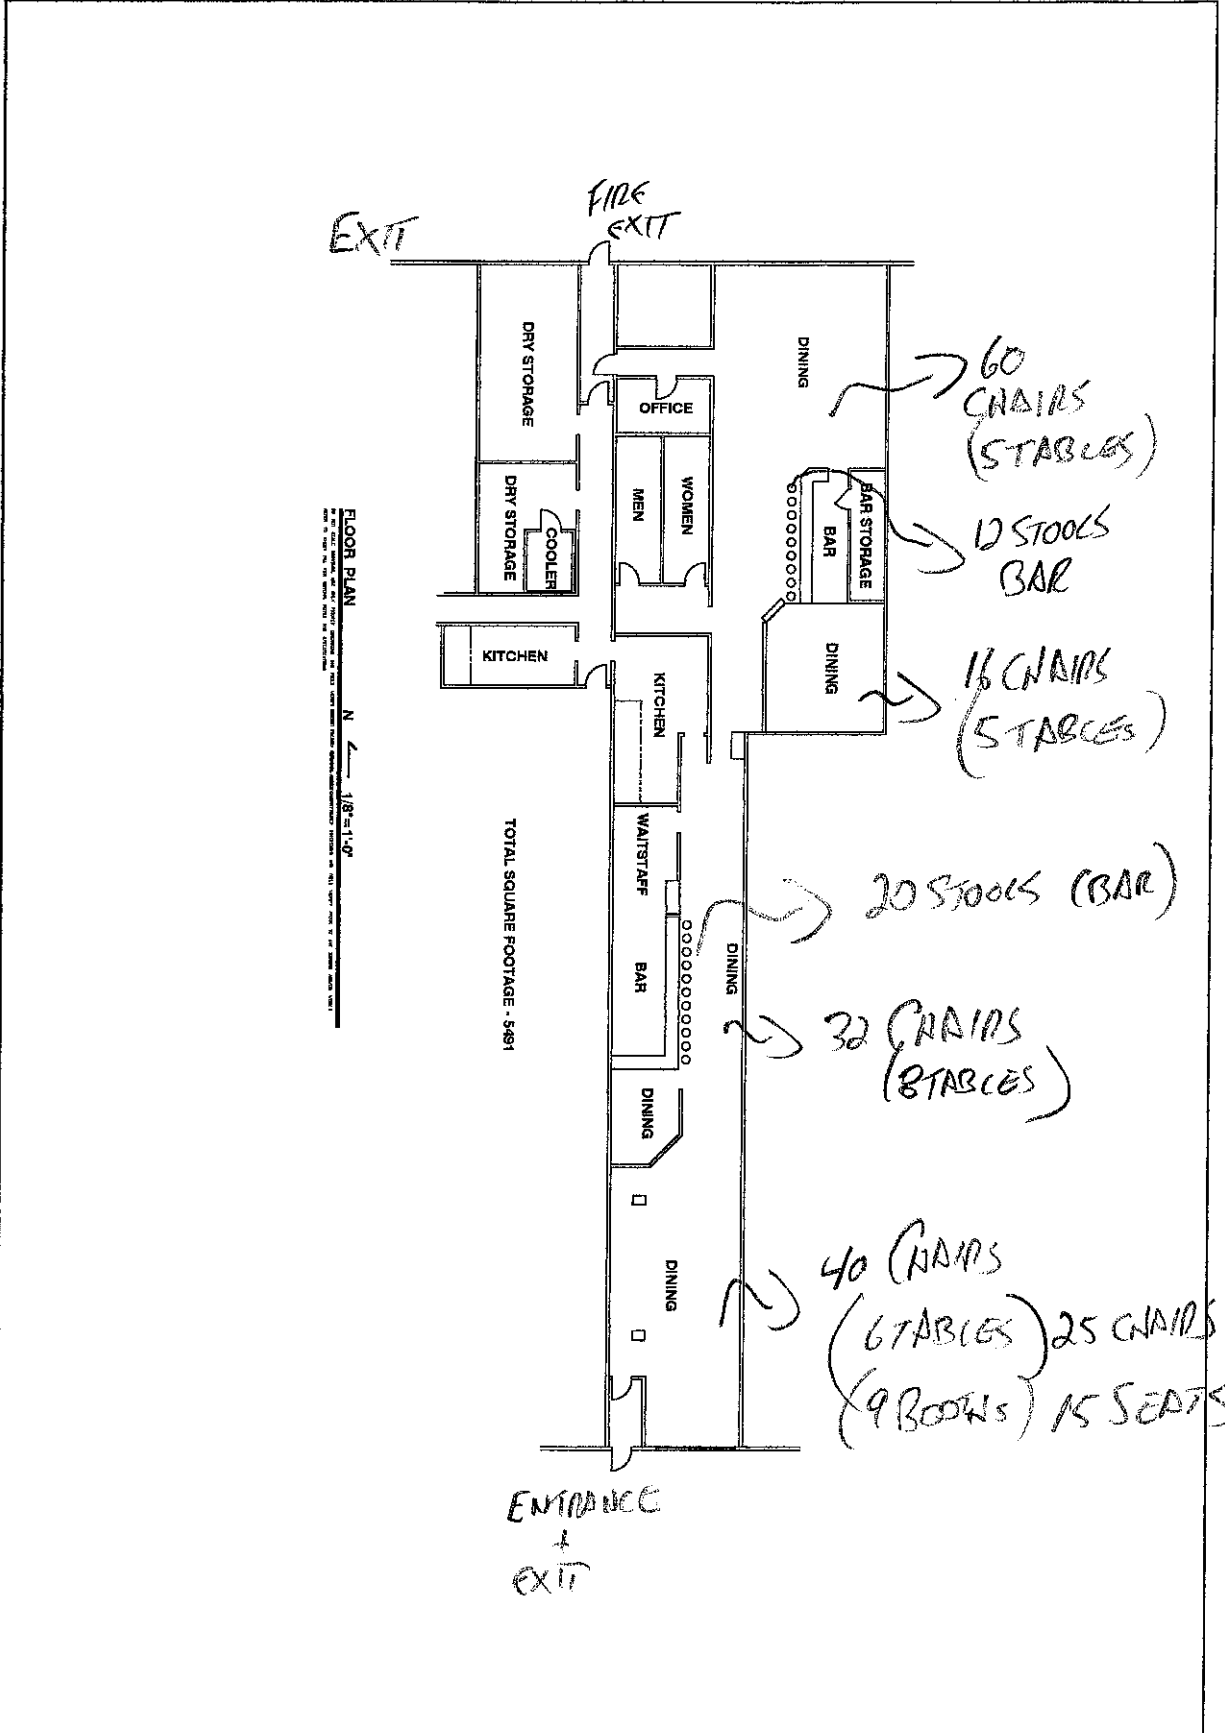 FIRE
EXIT
EXIT
DRY STORAGE
DINING
60
CHAIRS
(5 TABLES)
OFFICE
MEN
WOMEN
BAR STORAGE
BAR
12 STOOLS
BAR
DRY STORAGE
COOLER
KITCHEN
KITCHEN
DINING
16 CHAIRS
(5 TABLES)
WAITSTAFF
BAR
DINING
20 STOOLS (BAR)
32 CHAIRS
(8 TABLES)
DINING
DINING
40 CHAIRS
(6 TABLES) 25 CHAIRS
(9 BOOTHS) 15 SEATS
ENTRANCE
+
EXIT
TOTAL SQUARE FOOTAGE - 5491
FLOOR PLAN
N
1/8"=1'-0"